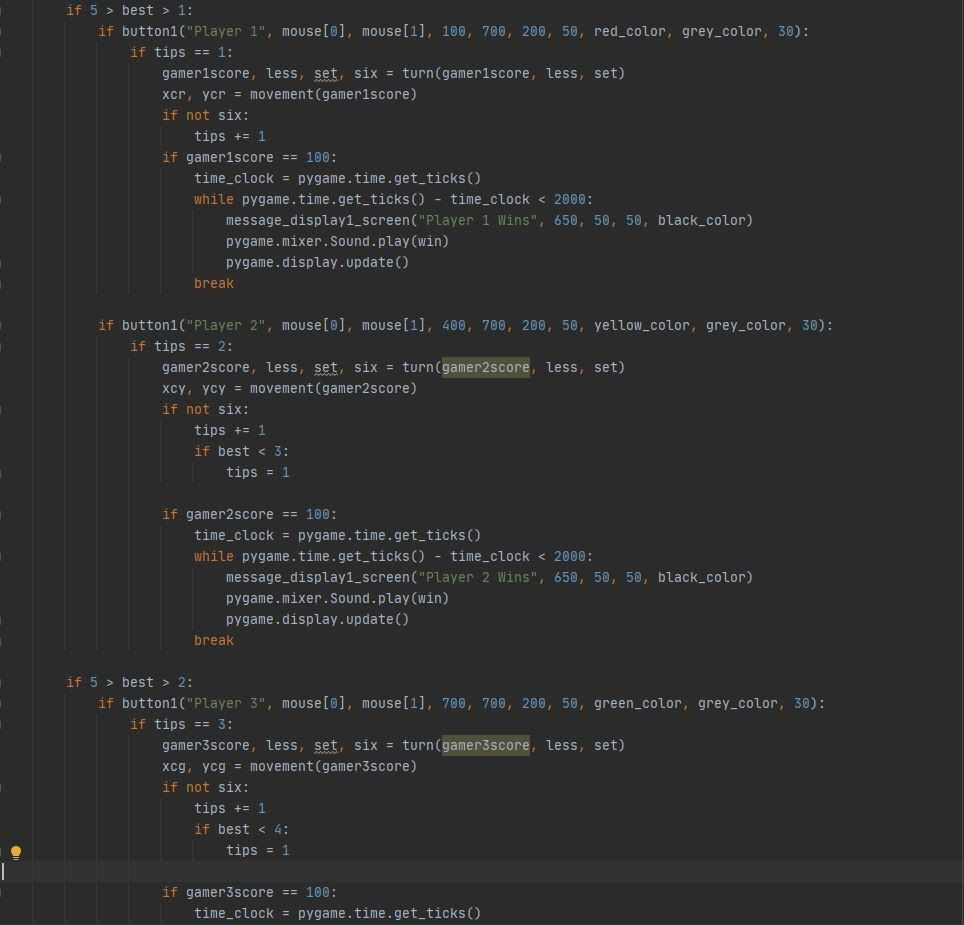 if 5 > best > 1:
if button1("Player 1", mouse[0], mouse[1], 100, 700, 200, 50, red_color, grey_color, 30):
if tips == 1:
gamer1score, less, set, six = turn(gamer1score, less, set)
xcr, ycr = movement(gamer1score)
if not six:
tips += 1
if gamer1score == 100:
time_clock = pygame.time.get_ticks()
while pygame.time.get_ticks() - time_clock < 2000:
message_display1_screen("Player 1 Wins", 650, 50, 50, black_color)
pygame.mixer.Sound.play(win)
pygame.display.update()
break
if button1("Player 2", mouse[0], mouse[1], 400, 700, 200, 50, yellow_color, grey_color, 30):
if tips == 2:
gamer2score, less, set, six = turn(gamer2score, less, set)
xcy, ycy = movement(gamer2score)
if not six:
tips += 1
if best < 3:
tips = 1
if gamer2score == 100:
time_clock = pygame.time.get_ticks()
while pygame.time.get_ticks() - time_clock < 2000:
message_display1_screen("Player 2 Wins", 650, 50, 50, black_color)
pygame.mixer.Sound.play(win)
pygame.display.update()
break
if 5 > best > 2:
if button1("Player 3", mouse[0], mouse[1], 700, 700, 200, 50, green_color, grey_color, 30):
if tips == 3:
gamer3score, less, set, six = turn(gamer3score, less, set)
xcg, ycg = movement(gamer3score)
if not six:
tips += 1
if best < 4:
tips = 1
if gamer3score == 100:
time_clock = pygame.time.get_ticks()